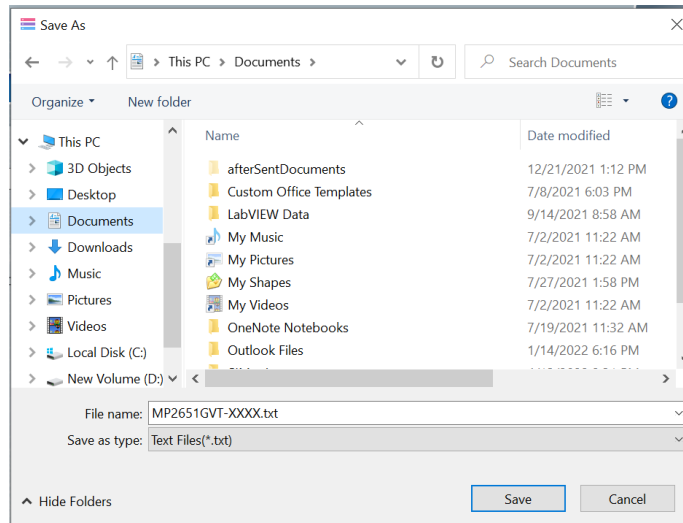 Save As
This PC > Documents >
Search Documents
Organize
New folder
?
Name
Date modified
This PC
3D Objects
Desktop
Documents
Downloads
Music
Pictures
Videos
Local Disk (C:)
New Volume (D:)
afterSentDocuments 12/21/2021 1:12 PM
Custom Office Templates 7/8/2021 6:03 PM
LabVIEW Data 9/14/2021 8:58 AM
My Music 7/2/2021 11:22 AM
My Pictures 7/2/2021 11:22 AM
My Shapes 7/27/2021 1:58 PM
My Videos 7/2/2021 11:22 AM
OneNote Notebooks 7/19/2021 11:32 AM
Outlook Files 1/14/2022 6:16 PM
File name: MP2651GVT-XXXX.txt
Save as type: Text Files(*.txt)
Hide Folders
Save
Cancel